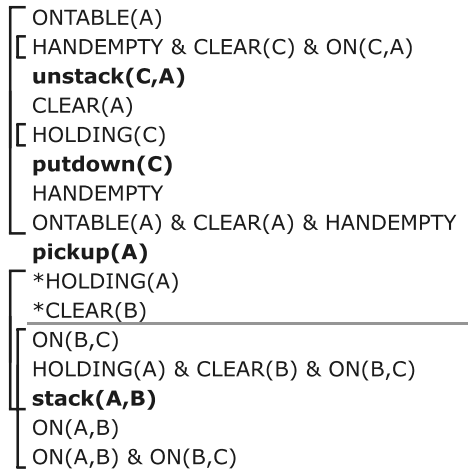 ONTABLE(A)
HANDEMPTY & CLEAR(C) & ON(C,A)
unstack(C,A)
CLEAR(A)
HOLDING(C)
putdown(C)
HANDEMPTY
ONTABLE(A) & CLEAR(A) & HANDEMPTY
pickup(A)
*HOLDING(A)
*CLEAR(B)
ON(B,C)
HOLDING(A) & CLEAR(B) & ON(B,C)
stack(A,B)
ON(A,B)
ON(A,B) & ON(B,C)